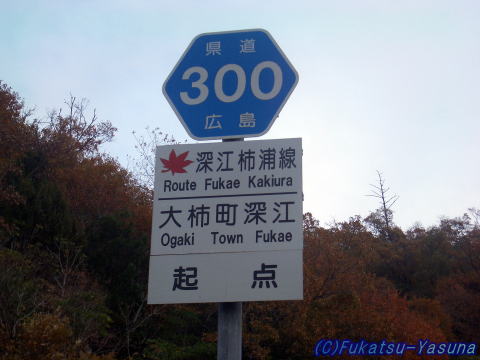 県道
300
広島
深江柿浦線
Route Fukae Kakiura
大柿町深江
Ogaki Town Fukae
起点
(C)Fukatsu-Yasuna